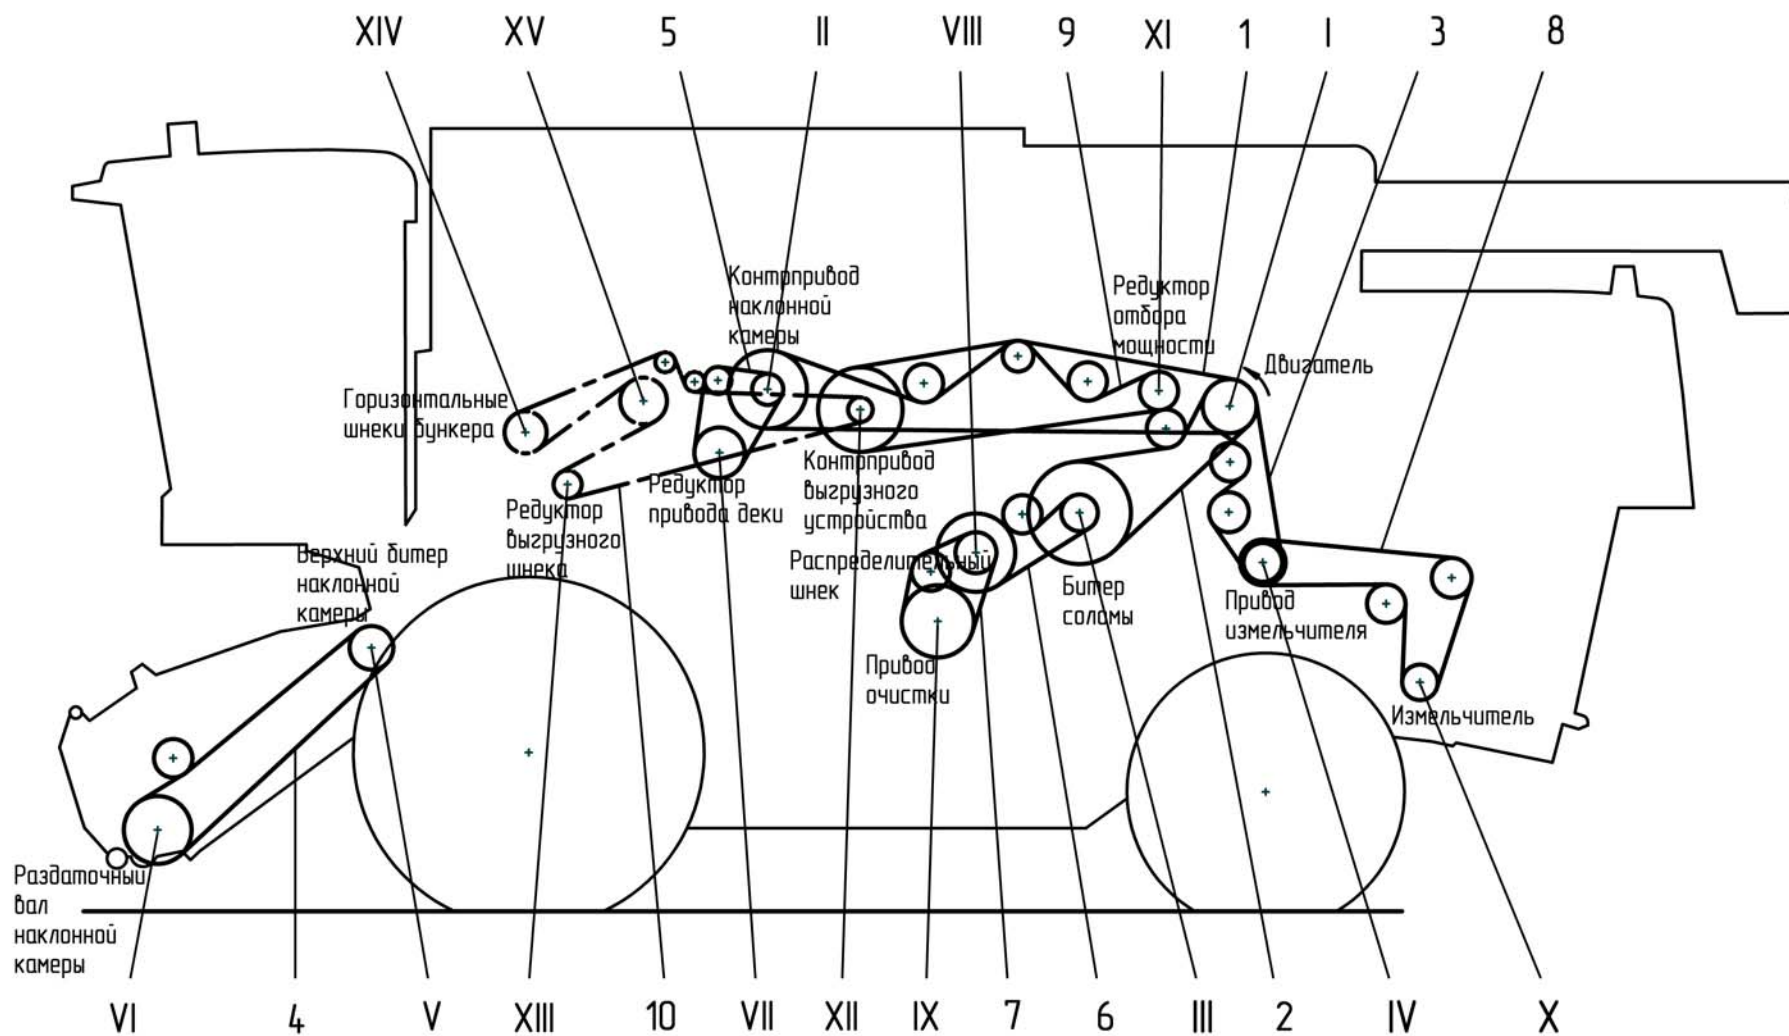 XIV XV 5 II VIII 9 XI 1 I 3 8
Контрпривод
наклонной
камеры
Редуктор
отбора
мощности
Двигатель
Горизонтальные
шнеки бункера
Контрпривод
выгрузного
устройства
Редуктор
привода деки
Редуктор
выгрузного
шнека
Верхний битер
наклонной
камеры
Распределительный
шнек
Битер
соломы
Привод
измельчителя
Привод
очистки
Измельчитель
Раздаточный
вал
наклонной
камеры
VI 4 V XIII 10 VII XII IX 7 6 III 2 IV X